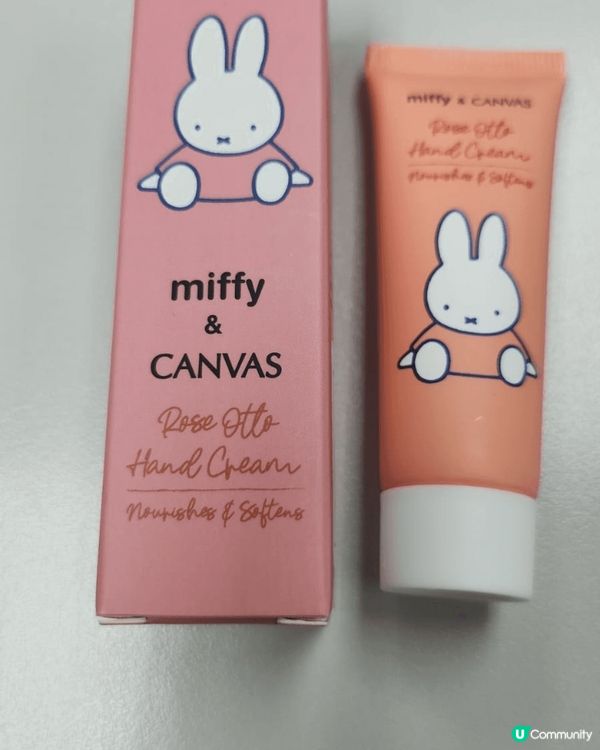 miffy
&
CANVAS
Rose Otto
Hand Cream
Nourishes & Softens
miffy & CANVAS
Rose Otto
Hand Cream
Nourishes & Softens
U Community